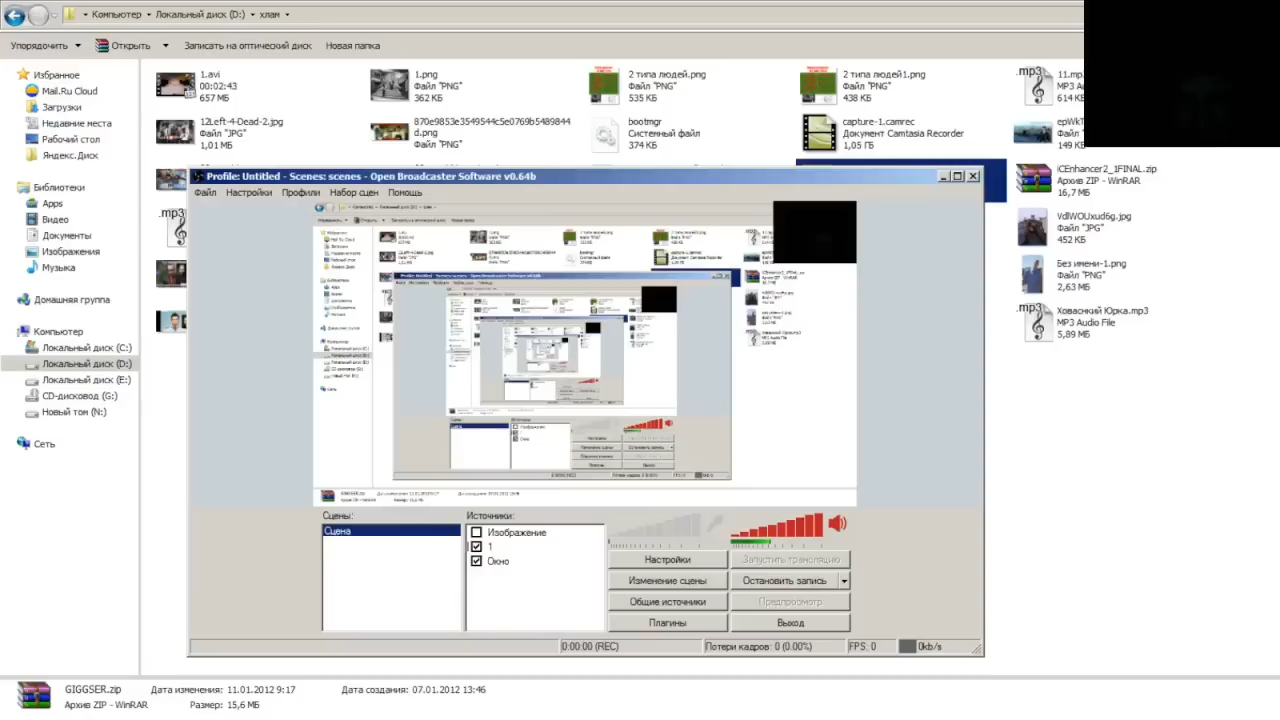 Компьютер
Локальный диск (D:)
хлам
Упорядочить
Открыть
Записать на оптический диск
Новая папка
Избранное
Mail.Ru Cloud
Загрузки
Недавние места
Рабочий стол
Яндекс.Диск
Библиотеки
Apps
Видео
Документы
Изображения
Музыка
Домашняя группа
Компьютер
Локальный диск (C:)
Локальный диск (D:)
Локальный диск (E:)
CD-дисковод (G:)
Новый том (N:)
Сеть
1.avi
00:02:43
657 МБ
1.png
Файл "PNG"
362 КБ
2 типа людей.png
Файл "PNG"
535 КБ
2 типа людей1.png
Файл "PNG"
438 КБ
mp3
MP3 A
614 К
12Left-4-Dead-2.jpg
Файл "JPG"
1,01 МБ
870e9853e3549544c5e0769b5489844
d.png
Файл "PNG"
bootmgr
Системный файл
374 КБ
capture-1.camrec
Документ Camtasia Recorder
1,05 ГБ
epWkT
Файл "
149 КБ
iCEnhancer2_1FINAL.zip
Архив ZIP - WinRAR
16,7 МБ
mp3
VdlWOUxud6g.jpg
Файл "JPG"
452 КБ
Без имени-1.png
Файл "PNG"
2,63 МБ
mp3
Хованский Юрка.mp3
MP3 Audio File
5,89 МБ
Profile: Untitled - Scenes: scenes - Open Broadcaster Software v0.64b
Файл
Настройки
Профили
Набор сцен
Помощь
Сцены:
Сцена
Источники:
Изображение
1
Окно
Настройки
Запустить трансляцию
Изменение сцены
Остановить запись
Общие источники
Предпросмотр
Плагины
Выход
0:00:00 (REC)
Потери кадров: 0 (0.00%)
FPS: 0
0kb/s
GIGGSER.zip
Дата изменения: 11.01.2012 9:17
Дата создания: 07.01.2012 13:46
Архив ZIP - WinRAR
Размер: 15,6 МБ